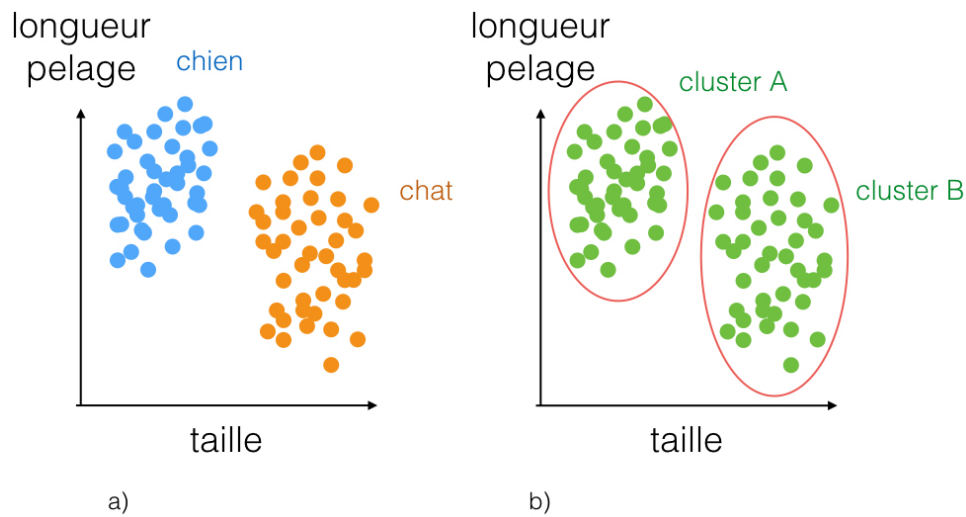 longueur
pelage
chien
chat
taille
a)
longueur
pelage
cluster A
cluster B
taille
b)